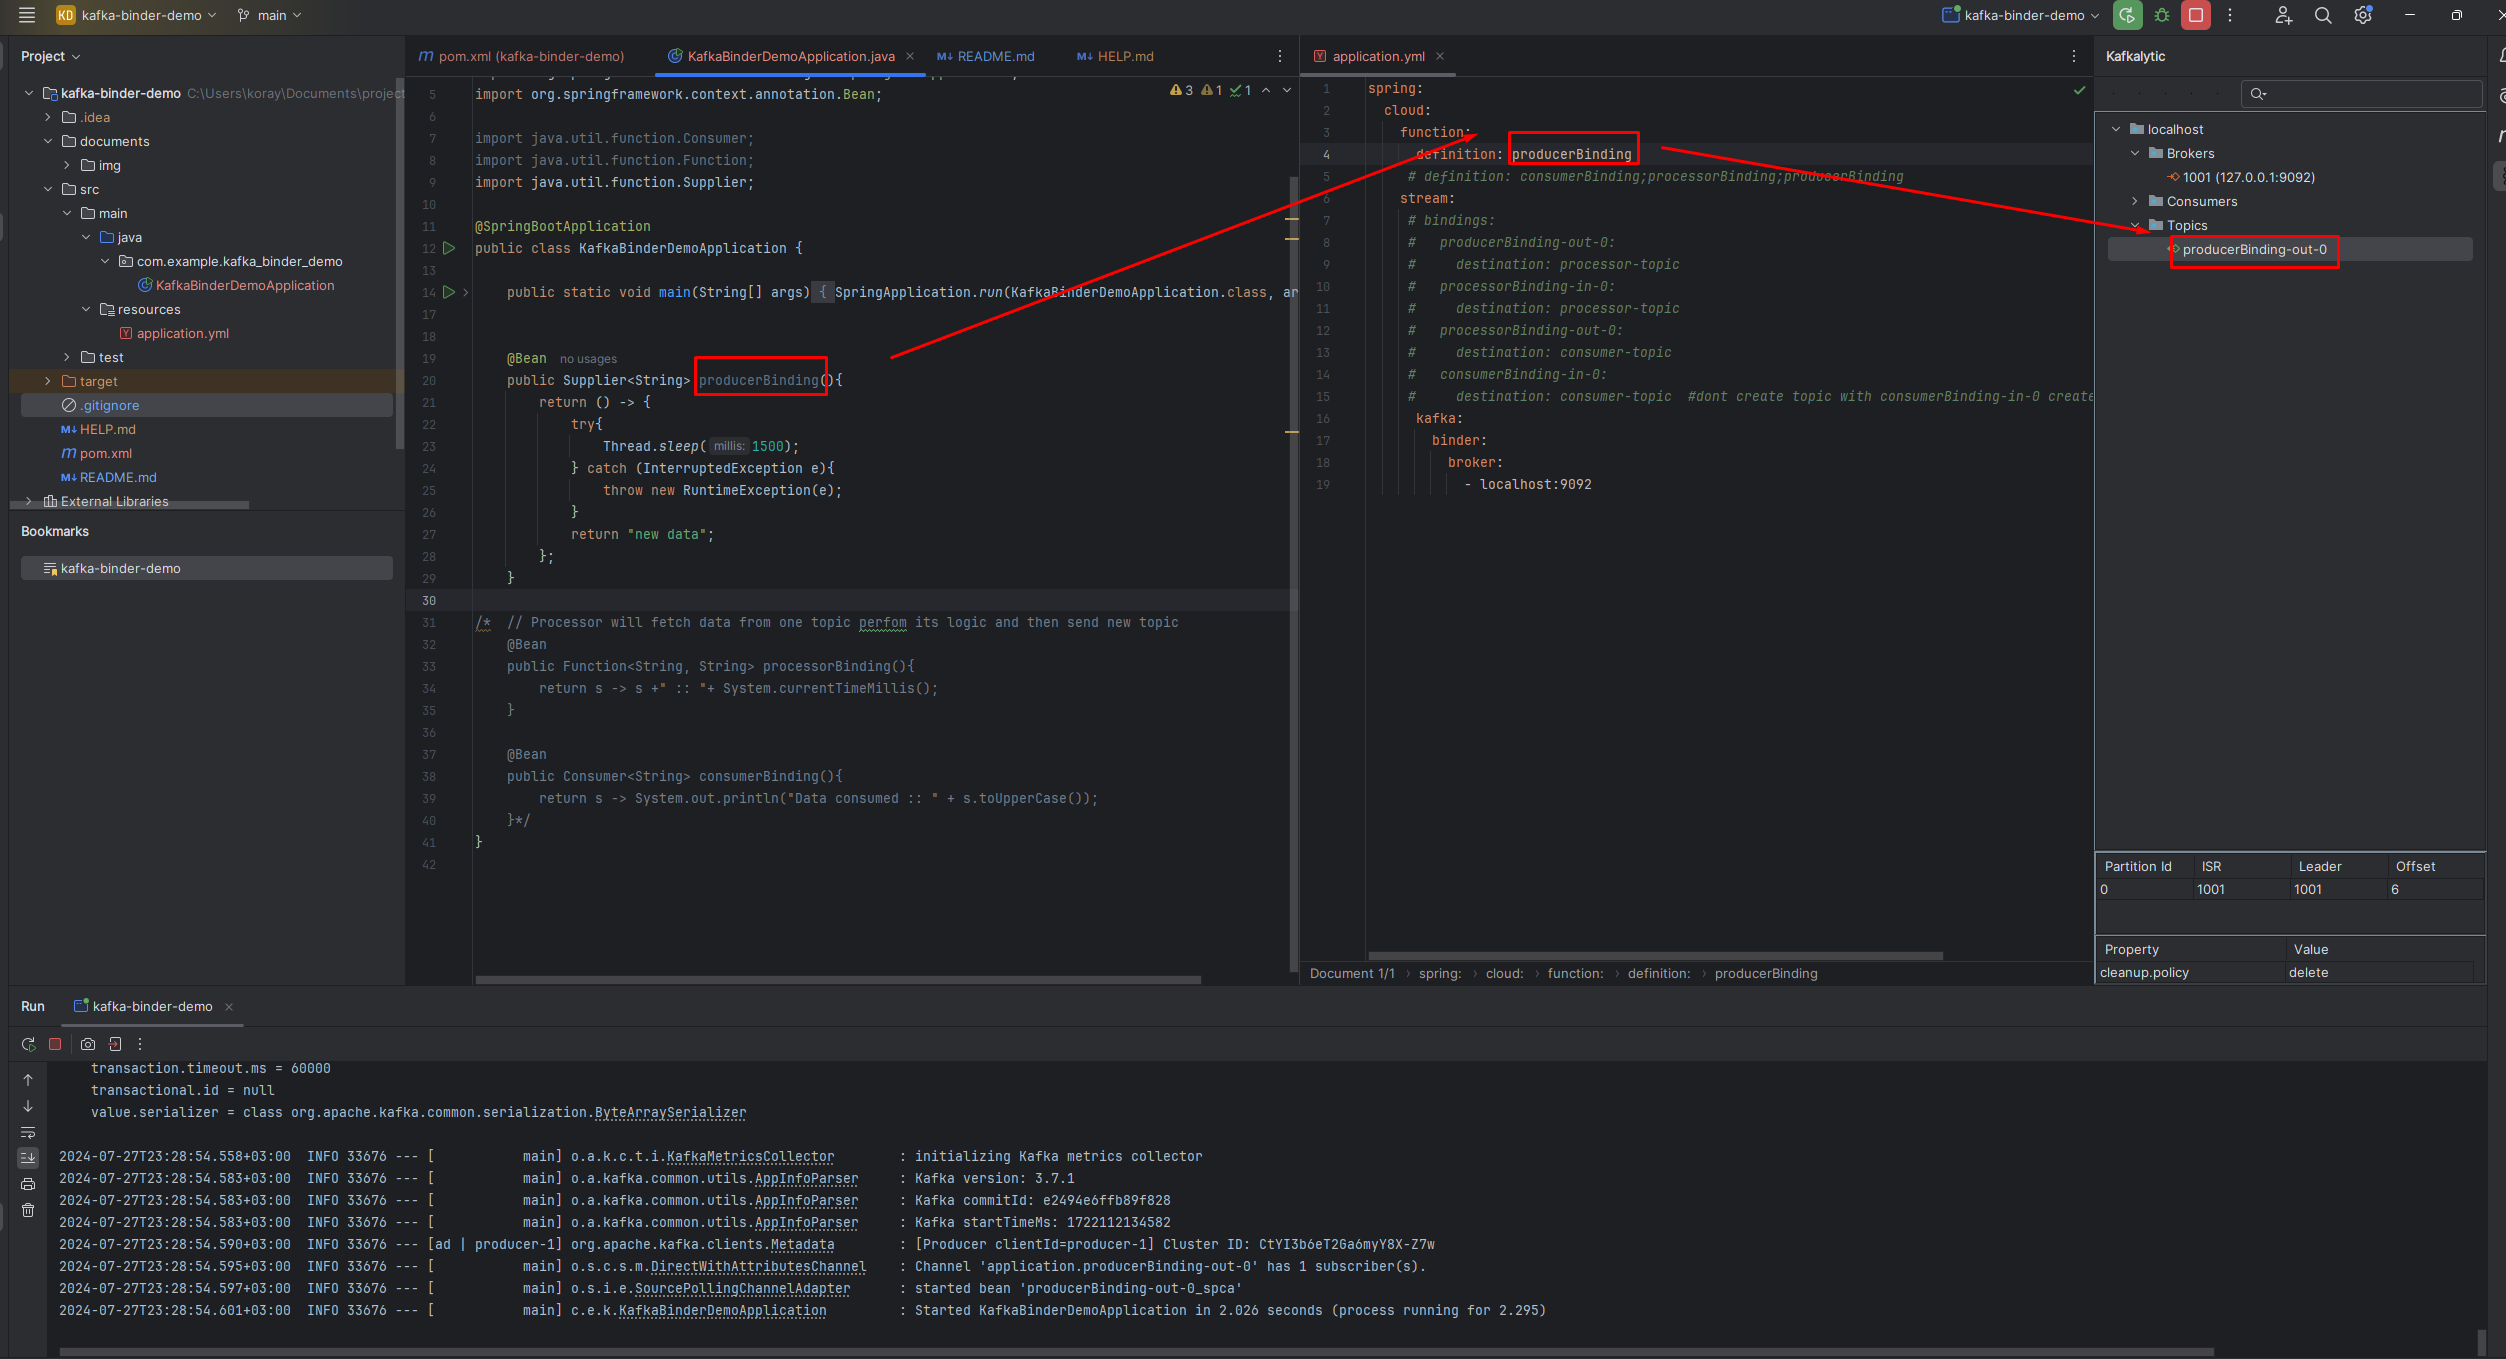 KD kafka-binder-demo main kafka-binder-demo
Project
kafka-binder-demo C:\Users\koray\Documents\project
.idea
documents
img
src
main
java
com.example.kafka_binder_demo
KafkaBinderDemoApplication
resources
application.yml
test
target
.gitignore
HELP.md
pom.xml
README.md
External Libraries
Bookmarks
kafka-binder-demo
pom.xml (kafka-binder-demo) KafkaBinderDemoApplication.java README.md HELP.md
3 1 1
5 import org.springframework.context.annotation.Bean;
6
7 import java.util.function.Consumer;
8 import java.util.function.Function;
9 import java.util.function.Supplier;
10
11 @SpringBootApplication
12 public class KafkaBinderDemoApplication {
13
14 public static void main(String[] args) { SpringApplication.run(KafkaBinderDemoApplication.class, ar
17
18
19 @Bean no usages
20 public Supplier<String> producerBinding(){
21 return () -> {
22 try{
23 Thread.sleep( millis: 1500);
24 } catch (InterruptedException e){
25 throw new RuntimeException(e);
26 }
27 return "new data";
28 };
29 }
30
31 /* // Processor will fetch data from one topic perfom its logic and then send new topic
32 @Bean
33 public Function<String, String> processorBinding(){
34 return s -> s +" :: "+ System.currentTimeMillis();
35 }
36
37 @Bean
38 public Consumer<String> consumerBinding(){
39 return s -> System.out.println("Data consumed :: " + s.toUpperCase());
40 }*/
41 }
42
application.yml
1 spring:
2 cloud:
3 function:
4 definition: producerBinding
5 # definition: consumerBinding;processorBinding;producerBinding
6 stream:
7 # bindings:
8 # producerBinding-out-0:
9 # destination: processor-topic
10 # processorBinding-in-0:
11 # destination: processor-topic
12 # processorBinding-out-0:
13 # destination: consumer-topic
14 # consumerBinding-in-0:
15 # destination: consumer-topic #dont create topic with consumerBinding-in-0 create
16 kafka:
17 binder:
18 broker:
19 - localhost:9092
Document 1/1 › spring: › cloud: › function: › definition: › producerBinding
Kafkalytic
localhost
Brokers
1001 (127.0.0.1:9092)
Consumers
Topics
producerBinding-out-0
Partition Id ISR Leader Offset
0 1001 1001 6
Property Value
cleanup.policy delete
Run kafka-binder-demo
transaction.timeout.ms = 60000
transactional.id = null
value.serializer = class org.apache.kafka.common.serialization.ByteArraySerializer
2024-07-27T23:28:54.558+03:00 INFO 33676 --- [ main] o.a.k.c.t.i.KafkaMetricsCollector : initializing Kafka metrics collector
2024-07-27T23:28:54.583+03:00 INFO 33676 --- [ main] o.a.kafka.common.utils.AppInfoParser : Kafka version: 3.7.1
2024-07-27T23:28:54.583+03:00 INFO 33676 --- [ main] o.a.kafka.common.utils.AppInfoParser : Kafka commitId: e2494e6ffb89f828
2024-07-27T23:28:54.583+03:00 INFO 33676 --- [ main] o.a.kafka.common.utils.AppInfoParser : Kafka startTimeMs: 1722112134582
2024-07-27T23:28:54.590+03:00 INFO 33676 --- [ad | producer-1] org.apache.kafka.clients.Metadata : [Producer clientId=producer-1] Cluster ID: CtYI3b6eT2Ga6myY8X-Z7w
2024-07-27T23:28:54.595+03:00 INFO 33676 --- [ main] o.s.c.s.m.DirectWithAttributesChannel : Channel 'application.producerBinding-out-0' has 1 subscriber(s).
2024-07-27T23:28:54.597+03:00 INFO 33676 --- [ main] o.s.i.e.SourcePollingChannelAdapter : started bean 'producerBinding-out-0_spca'
2024-07-27T23:28:54.601+03:00 INFO 33676 --- [ main] c.e.k.KafkaBinderDemoApplication : Started KafkaBinderDemoApplication in 2.026 seconds (process running for 2.295)